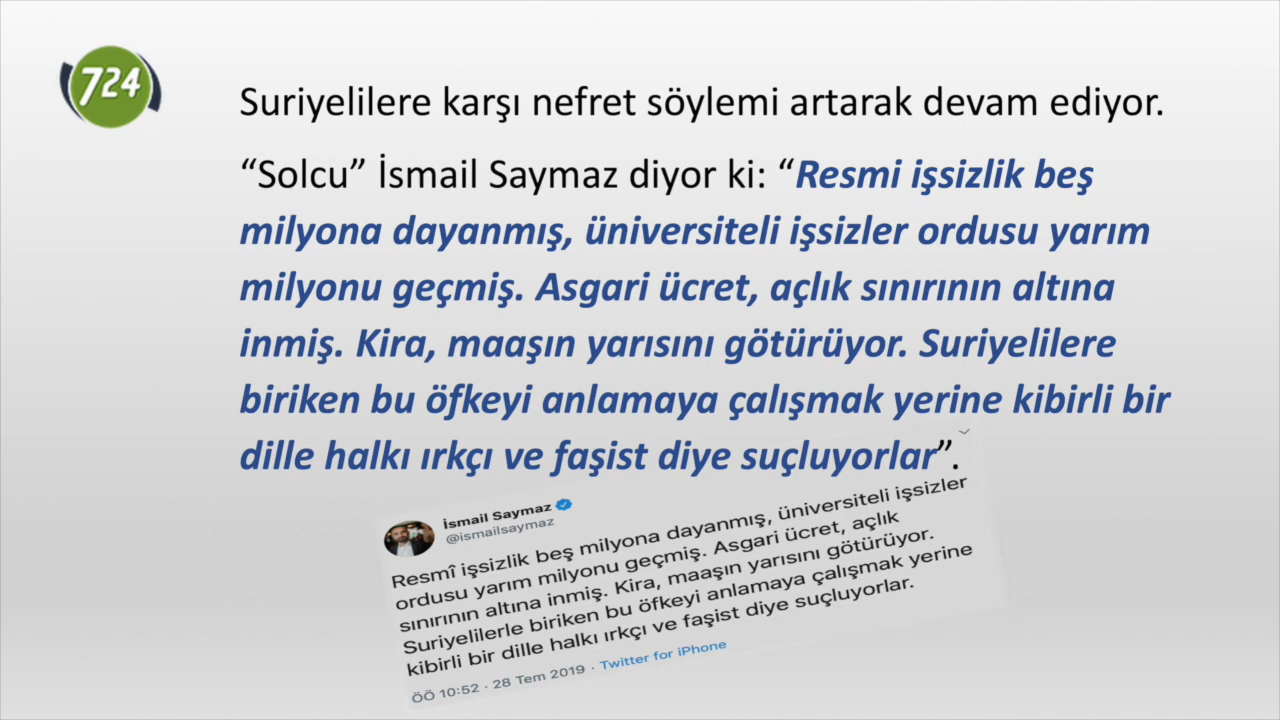 724
Suriyelilere karşı nefret söylemi artarak devam ediyor.
“Solcu” İsmail Saymaz diyor ki: “Resmi işsizlik beş
milyona dayanmış, üniversiteli işsizler ordusu yarım
milyonu geçmiş. Asgari ücret, açlık sınırının altına
inmiş. Kira, maaşın yarısını götürüyor. Suriyelilere
biriken bu öfkeyi anlamaya çalışmak yerine kibirli bir
dille halkı ırkçı ve faşist diye suçluyorlar”.
İsmail Saymaz
@ismailsaymaz
Resmî işsizlik beş milyona dayanmış, üniversiteli işsizler
ordusu yarım milyonu geçmiş. Asgari ücret, açlık
sınırının altına inmiş. Kira, maaşın yarısını götürüyor.
Suriyelilerle biriken bu öfkeyi anlamaya çalışmak yerine
kibirli bir dille halkı ırkçı ve faşist diye suçluyorlar.
ÖÖ 10:52 · 28 Tem 2019 · Twitter for iPhone